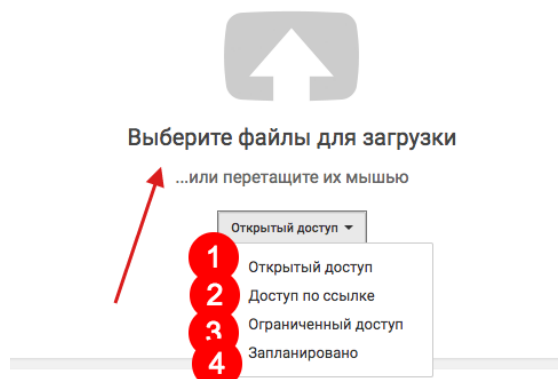 Выберите файлы для загрузки
...или перетащите их мышью
Открытый доступ
1 Открытый доступ
2 Доступ по ссылке
3 Ограниченный доступ
4 Запланировано